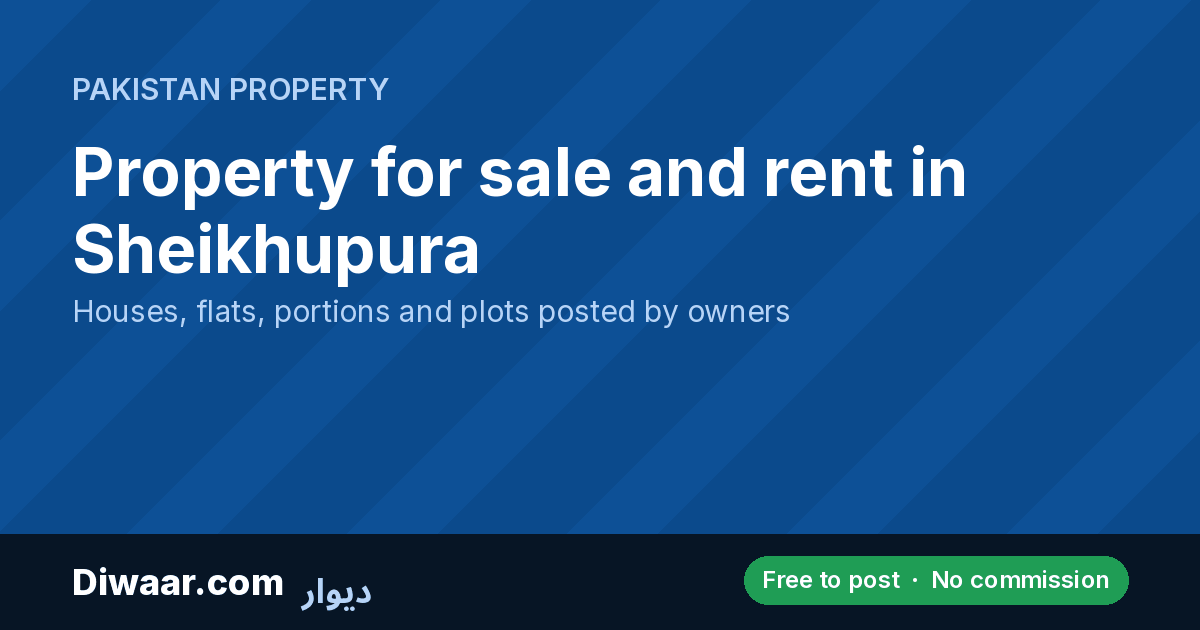 PAKISTAN PROPERTY
Property for sale and rent in
Sheikhupura
Houses, flats, portions and plots posted by owners
Diwaar.com دیوار
Free to post · No commission